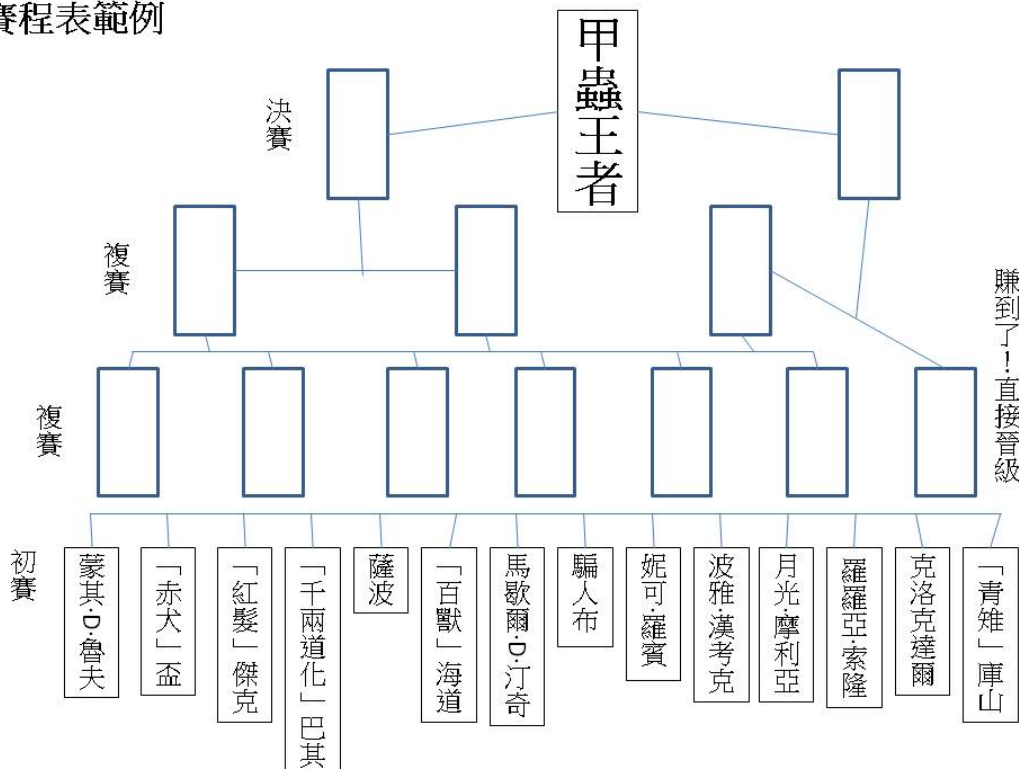 賽程表範例
甲蟲王者
決賽
複賽
賺到了！直接晉級
複賽
初賽
蒙其·D·魯夫
「赤犬」盃
「紅髮」傑克
「千兩道化」巴其
薩波
「百獸」海道
馬歇爾·D·汀奇
騙人布
妮可·羅賓
波雅·漢考克
月光·摩利亞
羅羅亞·索隆
克洛克達爾
「青雉」庫山